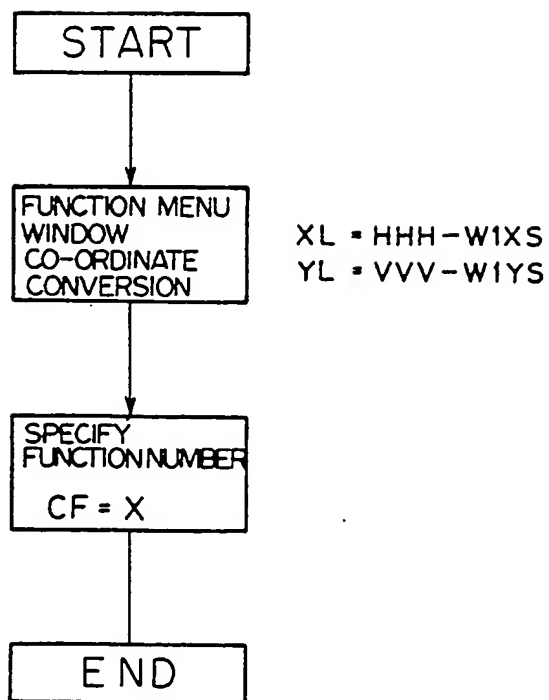 START
FUNCTION MENU
WINDOW
CO-ORDINATE
CONVERSION
XL = HHH-W1XS
YL = VVV-W1YS
SPECIFY
FUNCTION NUMBER
CF = X
END